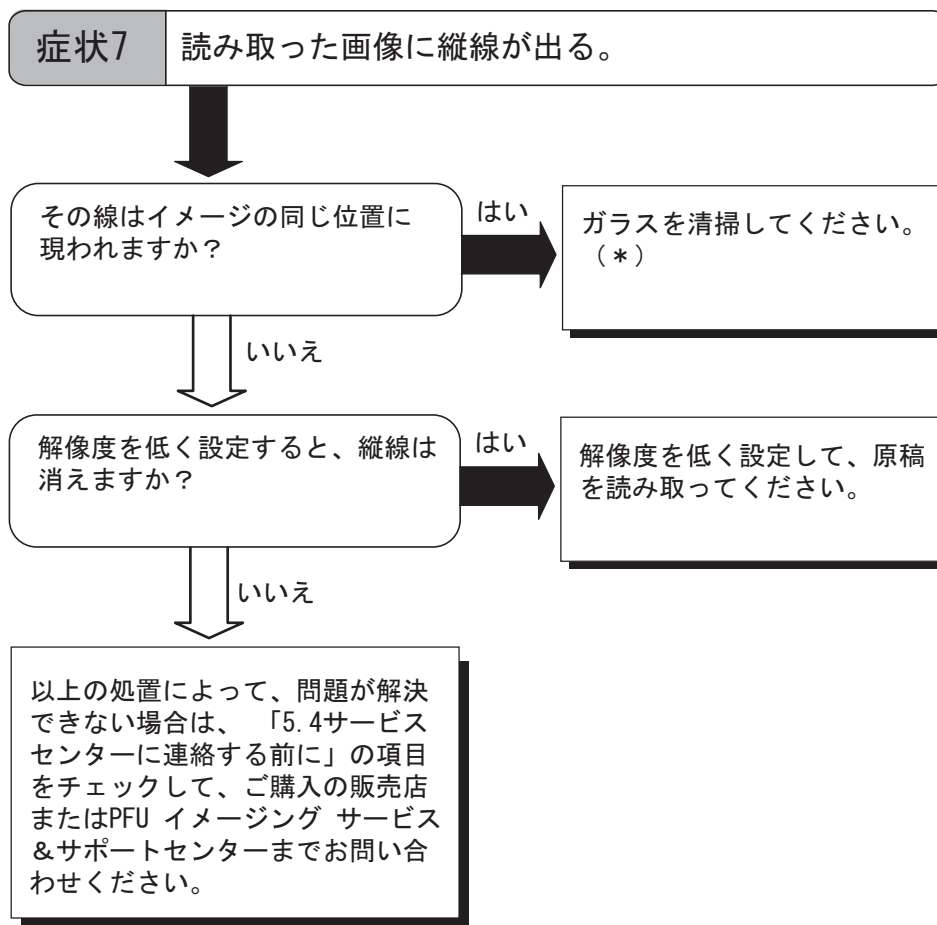 症状7
読み取った画像に縦線が出る。
その線はイメージの同じ位置に
現われますか？
はい
ガラスを清掃してください。
（＊）
いいえ
解像度を低く設定すると、縦線は
消えますか？
はい
解像度を低く設定して、原稿
を読み取ってください。
いいえ
以上の処置によって、問題が解決
できない場合は、 「5.4サービス
センターに連絡する前に」の項目
をチェックして、ご購入の販売店
またはPFU イメージング サービス
＆サポートセンターまでお問い合
わせください。